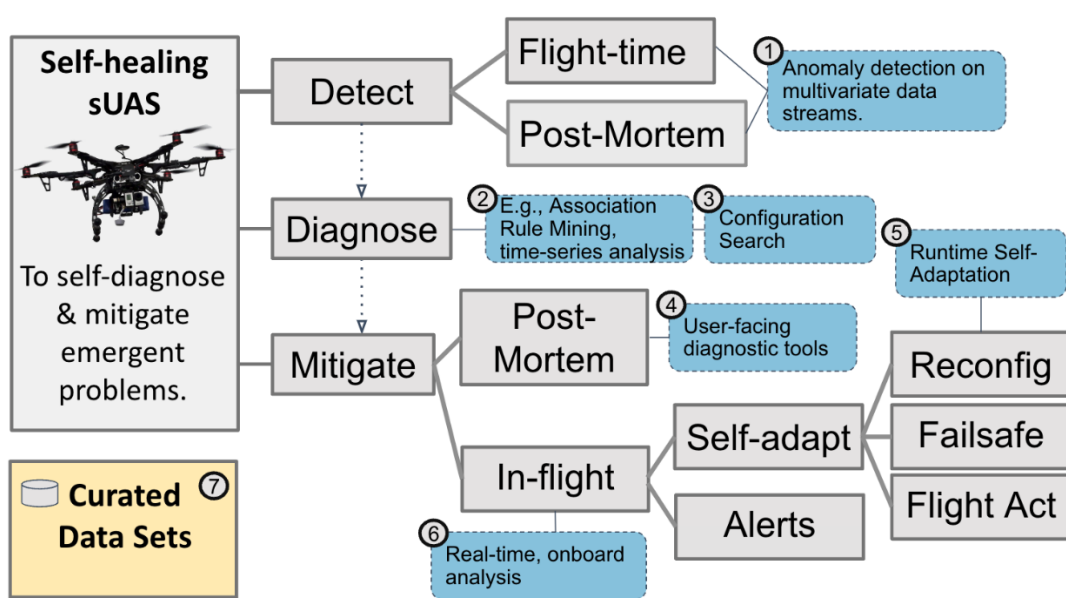 Self-healing
sUAS
To self-diagnose
& mitigate
emergent
problems.
Detect
Flight-time
Post-Mortem
1
Anomaly detection on
multivariate data
streams.
Diagnose
2
E.g., Association
Rule Mining,
time-series analysis
3
Configuration
Search
5
Runtime Self-
Adaptation
Mitigate
Post-
Mortem
4
User-facing
diagnostic tools
In-flight
6
Real-time, onboard
analysis
Self-adapt
Alerts
Reconfig
Failsafe
Flight Act
7
Curated
Data Sets